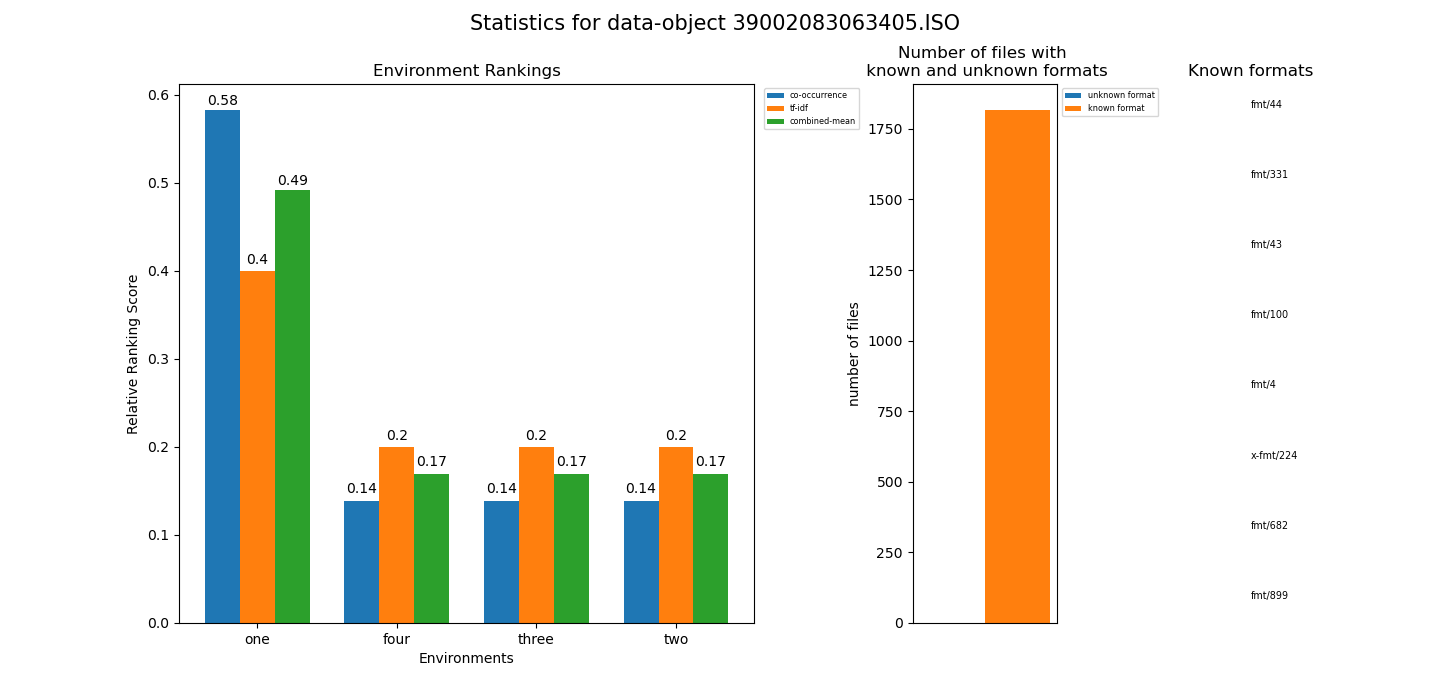 Statistics for data-object 39002083063405.ISO
Environment Rankings
0.6
0.5
0.4
0.3
0.2
0.1
0.0
Relative Ranking Score
0.58
0.4
0.49
0.14
0.2
0.17
0.14
0.2
0.17
0.14
0.2
0.17
one
four
three
two
Environments
co-occurrence
tf-idf
combined-mean
Number of files with
known and unknown formats
1750
1500
1250
1000
750
500
250
0
number of files
unknown format
known format
Known formats
fmt/44
fmt/331
fmt/43
fmt/100
fmt/4
x-fmt/224
fmt/682
fmt/899